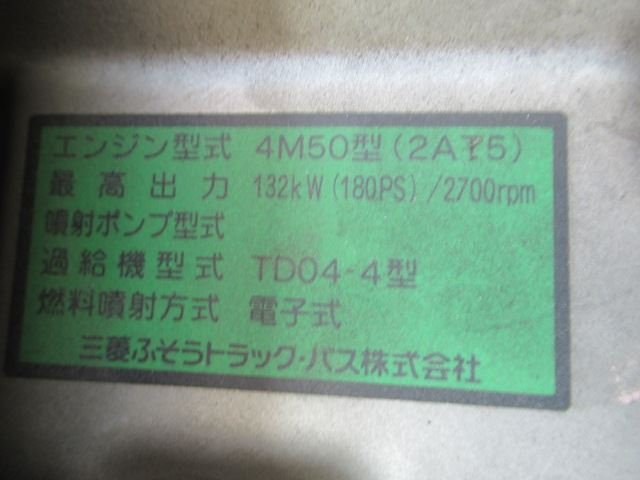 エンジン型式 4M50型(2AT5)
最高出力 132kW(180PS)/2700rpm
噴射ポンプ型式
過給機型式 TD04-4型
燃料噴射方式 電子式
三菱ふそうトラック・バス株式会社